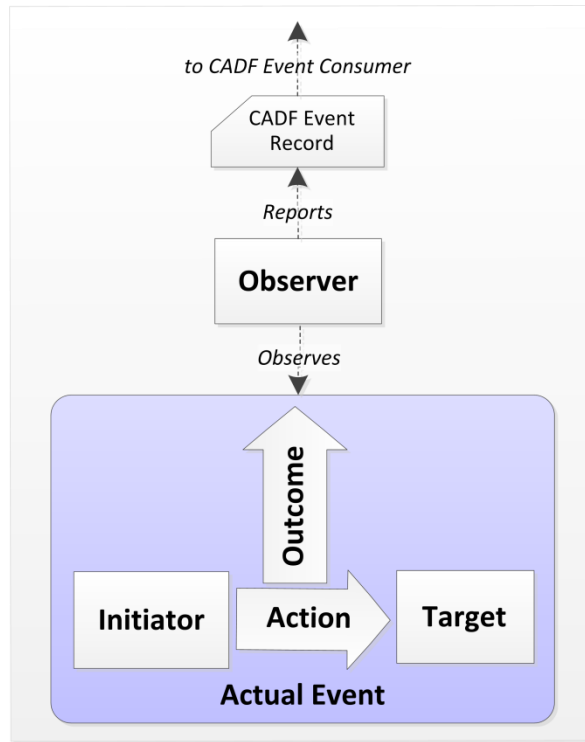 to CADF Event Consumer
CADF Event
Record
Reports
Observer
Observes
Outcome
Initiator
Action
Target
Actual Event